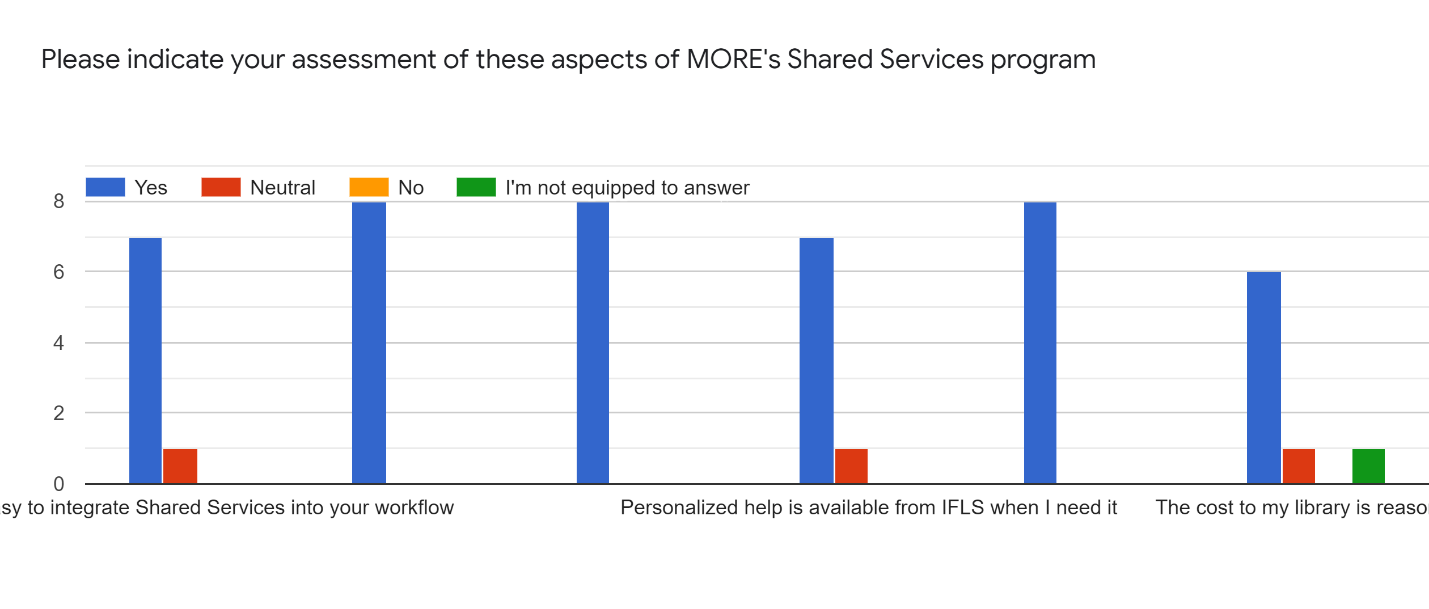 Please indicate your assessment of these aspects of MORE's Shared Services program
Yes Neutral No I'm not equipped to answer
8
6
4
2
0
to integrate Shared Services into your workflow Personalized help is available from IFLS when I need it The cost to my library is